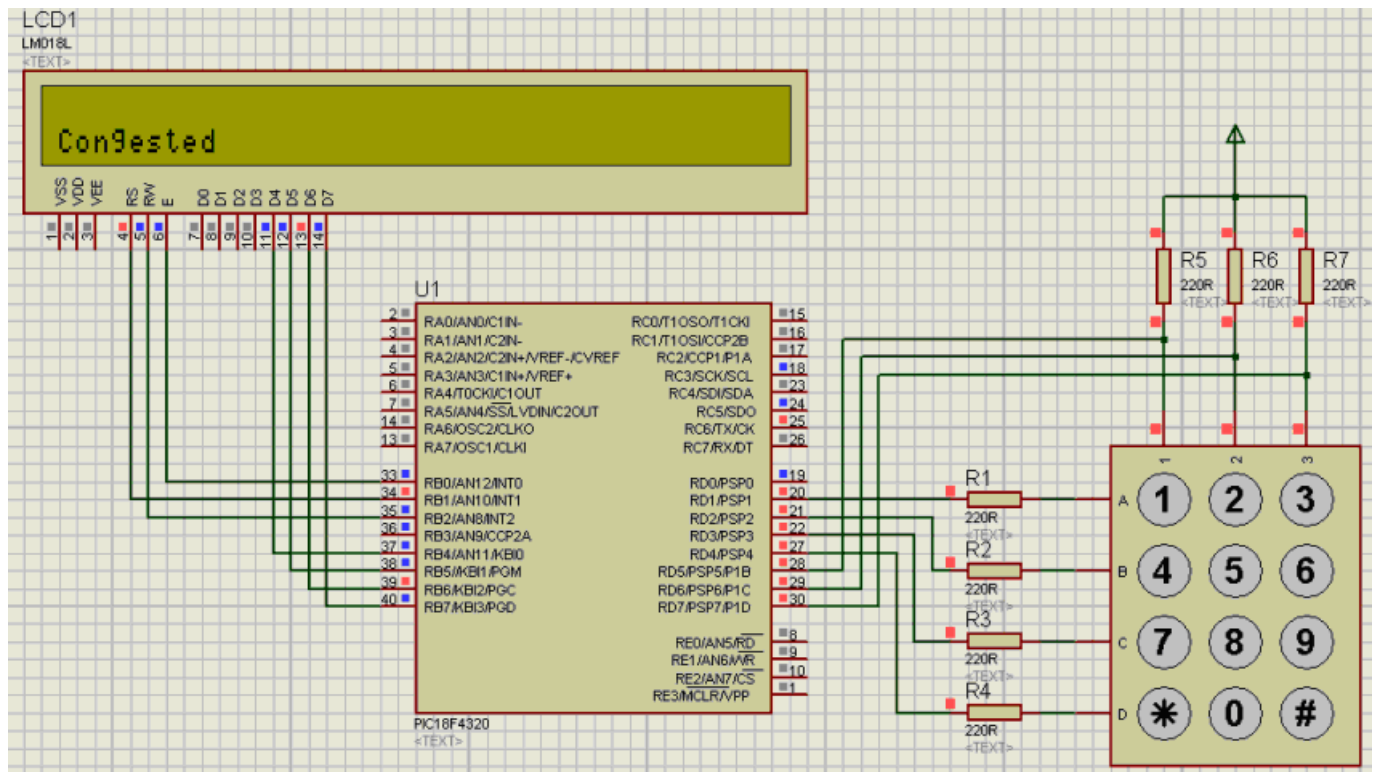 LCD1
LM018L
<TEXT>
Congested
VSS
VDD
VEE
RS
RW
E
D0
D1
D2
D3
D4
D5
D6
D7
1
2
3
4
5
6
7
8
9
10
11
12
13
14
U1
2 RA0/AN0/C1IN- RC0/T1OSO/T1CKI 15
3 RA1/AN1/C2IN- RC1/T1OSI/CCP2B 16
4 RA2/AN2/C2IN+/VREF-/CVREF RC2/CCP1/P1A 17
5 RA3/AN3/C1IN+/VREF+ RC3/SCK/SCL 18
6 RA4/T0CKI/C1OUT RC4/SDI/SDA 23
7 RA5/AN4/SS/LVDIN/C2OUT RC5/SDO 24
14 RA6/OSC2/CLKO RC6/TX/CK 25
13 RA7/OSC1/CLKI RC7/RX/DT 26
33 RB0/AN12/INT0 RD0/PSP0 19
34 RB1/AN10/INT1 RD1/PSP1 20
35 RB2/AN8/INT2 RD2/PSP2 21
36 RB3/AN9/CCP2A RD3/PSP3 22
37 RB4/AN11/KBI0 RD4/PSP4 27
38 RB5/KBI1/PGM RD5/PSP5/P1B 28
39 RB6/KBI2/PGC RD6/PSP6/P1C 29
40 RB7/KBI3/PGD RD7/PSP7/P1D 30
RE0/AN5/RD 8
RE1/AN6/WR 9
RE2/AN7/CS 10
RE3/MCLR/VPP 1
PIC18F4320
<TEXT>
R5 R6 R7
220R 220R 220R
<TEXT> <TEXT> <TEXT>
R1
220R
<TEXT>
R2
220R
<TEXT>
R3
220R
<TEXT>
R4
220R
<TEXT>
1 2 3
A 1 2 3
B 4 5 6
C 7 8 9
D * 0 #